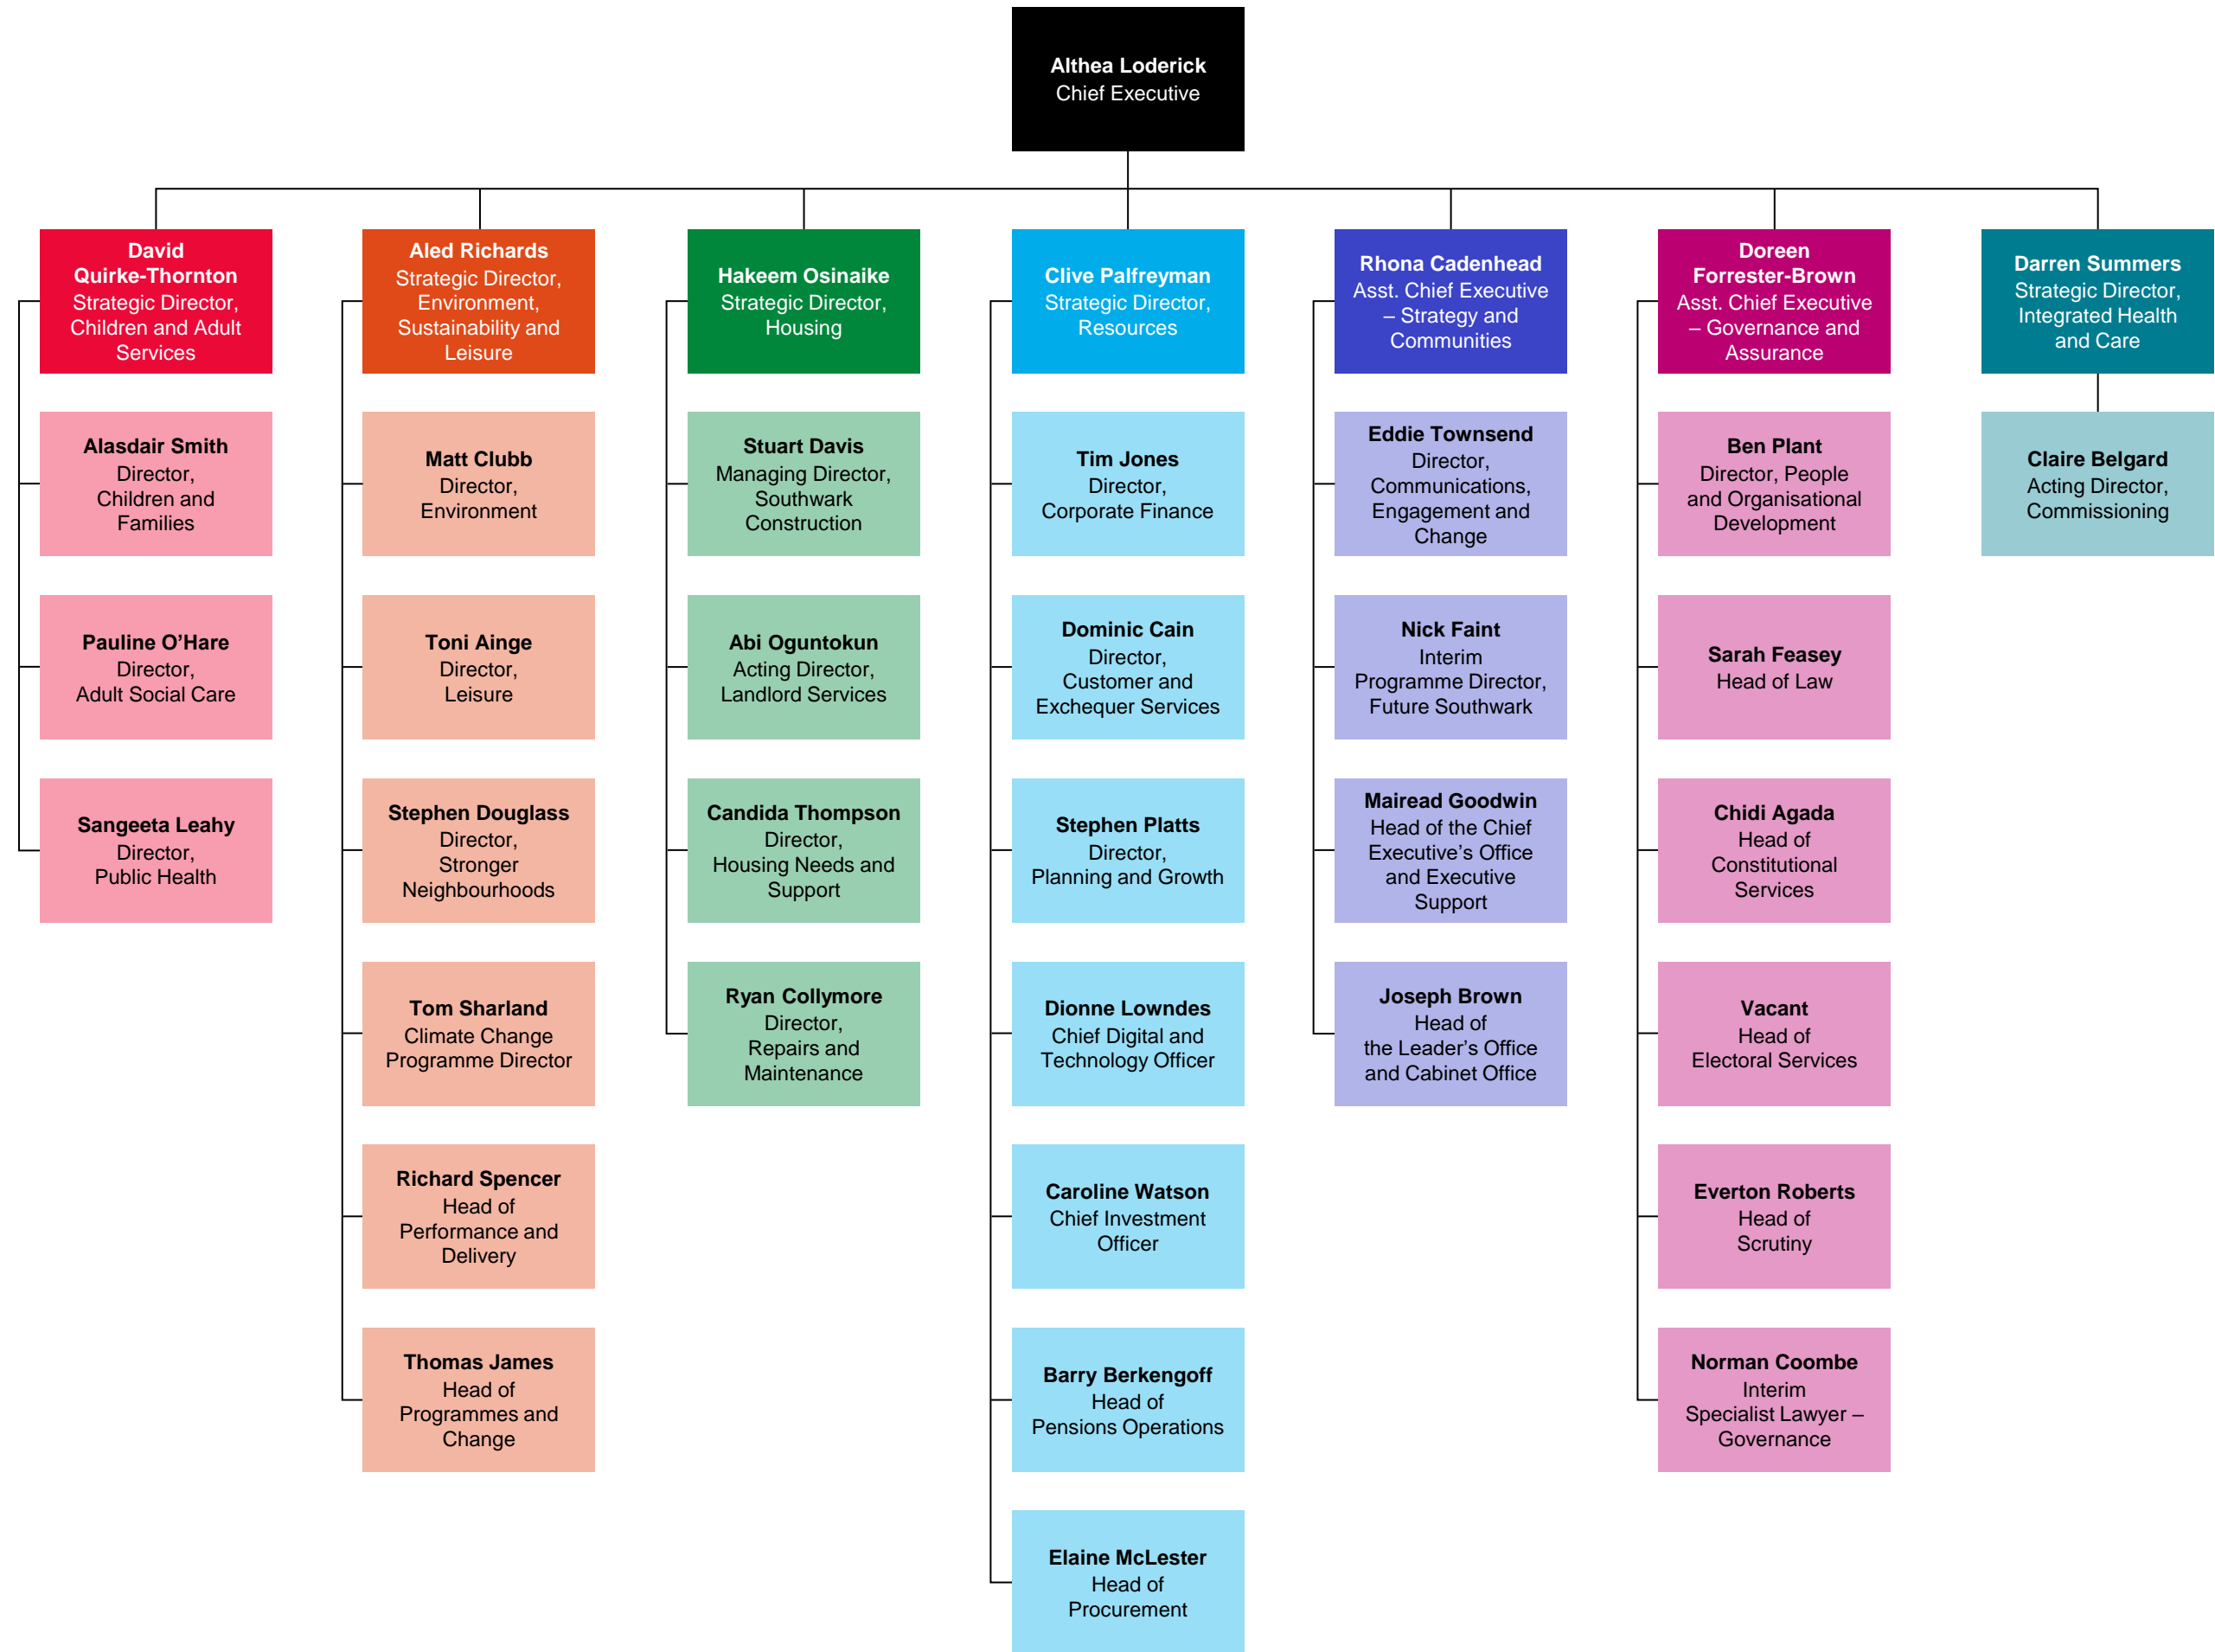 Althea Loderick
Chief Executive
David
Quirke-Thornton
Strategic Director,
Children and Adult
Services
Aled Richards
Strategic Director,
Environment,
Sustainability and
Leisure
Hakeem Osinaike
Strategic Director,
Housing
Clive Palfreyman
Strategic Director,
Resources
Rhona Cadenhead
Asst. Chief Executive
– Strategy and
Communities
Doreen
Forrester-Brown
Asst. Chief Executive
– Governance and
Assurance
Darren Summers
Strategic Director,
Integrated Health
and Care
Alasdair Smith
Director,
Children and
Families
Matt Clubb
Director,
Environment
Stuart Davis
Managing Director,
Southwark
Construction
Tim Jones
Director,
Corporate Finance
Eddie Townsend
Director,
Communications,
Engagement and
Change
Ben Plant
Director, People
and Organisational
Development
Claire Belgard
Acting Director,
Commissioning
Pauline O’Hare
Director,
Adult Social Care
Toni Ainge
Director,
Leisure
Abi Oguntokun
Acting Director,
Landlord Services
Dominic Cain
Director,
Customer and
Exchequer Services
Nick Faint
Interim
Programme Director,
Future Southwark
Sarah Feasey
Head of Law
Sangeeta Leahy
Director,
Public Health
Stephen Douglass
Director,
Stronger
Neighbourhoods
Candida Thompson
Director,
Housing Needs and
Support
Stephen Platts
Director,
Planning and Growth
Mairead Goodwin
Head of the Chief
Executive’s Office
and Executive
Support
Chidi Agada
Head of
Constitutional
Services
Tom Sharland
Climate Change
Programme Director
Ryan Collymore
Director,
Repairs and
Maintenance
Dionne Lowndes
Chief Digital and
Technology Officer
Joseph Brown
Head of
the Leader’s Office
and Cabinet Office
Vacant
Head of
Electoral Services
Richard Spencer
Head of
Performance and
Delivery
Caroline Watson
Chief Investment
Officer
Everton Roberts
Head of
Scrutiny
Thomas James
Head of
Programmes and
Change
Barry Berkengoff
Head of
Pensions Operations
Norman Coombe
Interim
Specialist Lawyer –
Governance
Elaine McLester
Head of
Procurement